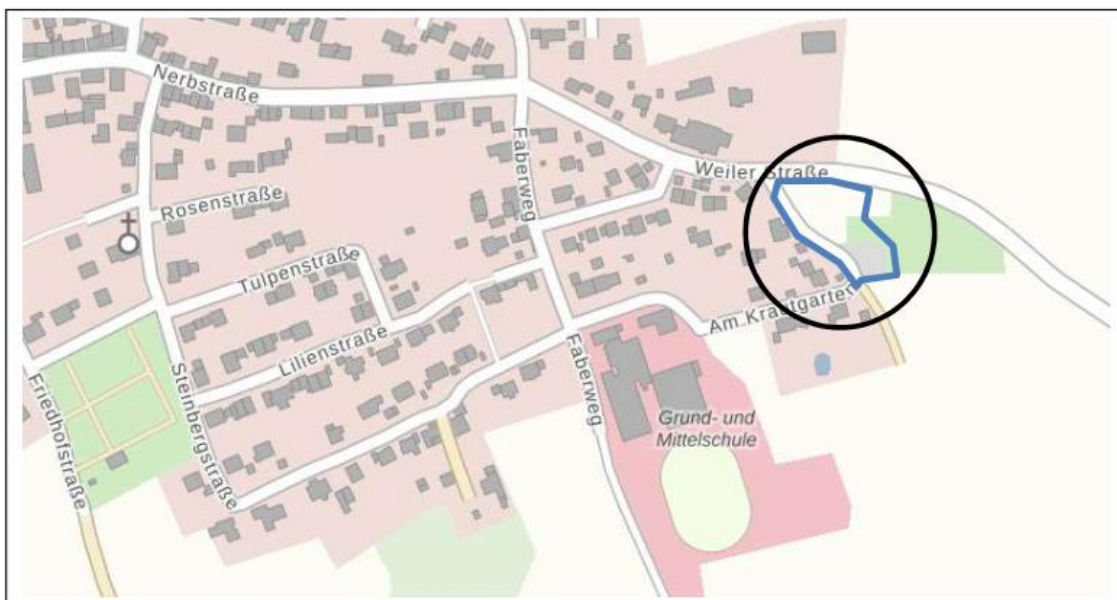 Nerbstraße
Weiler Straße
Faberweg
Rosenstraße
Tulpenstraße
Am Krautgarten
Lilienstraße
Faberweg
Steinbergstraße
Friedhofstraße
Grund- und
Mittelschule